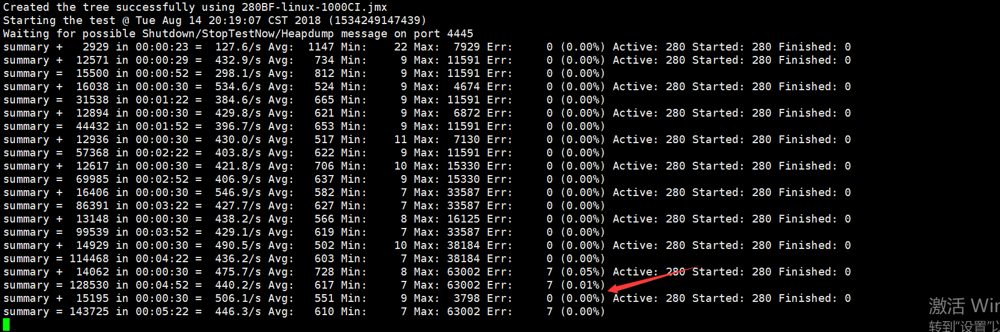 Created the tree successfully using 280BF-linux-1000CI.jmx
Starting the test @ Tue Aug 14 20:19:07 CST 2018 (1534249147439)
Waiting for possible Shutdown/StopTestNow/Heapdump message on port 4445
summary +   2929 in 00:00:23 =  127.6/s Avg:  1147 Min:    22 Max:  7929 Err:     0 (0.00%) Active: 280 Started: 280 Finished: 0
summary +  12571 in 00:00:29 =  432.9/s Avg:   734 Min:     9 Max: 11591 Err:     0 (0.00%) Active: 280 Started: 280 Finished: 0
summary =  15500 in 00:00:52 =  298.1/s Avg:   812 Min:     9 Max: 11591 Err:     0 (0.00%)
summary +  16038 in 00:00:30 =  534.6/s Avg:   524 Min:     9 Max:  4674 Err:     0 (0.00%) Active: 280 Started: 280 Finished: 0
summary =  31538 in 00:01:22 =  384.6/s Avg:   665 Min:     9 Max: 11591 Err:     0 (0.00%)
summary +  12894 in 00:00:30 =  429.8/s Avg:   621 Min:     9 Max:  6872 Err:     0 (0.00%) Active: 280 Started: 280 Finished: 0
summary =  44432 in 00:01:52 =  396.7/s Avg:   653 Min:     9 Max: 11591 Err:     0 (0.00%)
summary +  12936 in 00:00:30 =  430.0/s Avg:   517 Min:    11 Max:  7130 Err:     0 (0.00%) Active: 280 Started: 280 Finished: 0
summary =  57368 in 00:02:22 =  403.8/s Avg:   622 Min:     9 Max: 11591 Err:     0 (0.00%)
summary +  12617 in 00:00:30 =  421.8/s Avg:   706 Min:    10 Max: 15330 Err:     0 (0.00%) Active: 280 Started: 280 Finished: 0
summary =  69985 in 00:02:52 =  406.9/s Avg:   637 Min:     9 Max: 15330 Err:     0 (0.00%)
summary +  16406 in 00:00:30 =  546.9/s Avg:   582 Min:     7 Max: 33587 Err:     0 (0.00%) Active: 280 Started: 280 Finished: 0
summary =  86391 in 00:03:22 =  427.7/s Avg:   627 Min:     7 Max: 33587 Err:     0 (0.00%)
summary +  13148 in 00:00:30 =  438.2/s Avg:   566 Min:     8 Max: 16125 Err:     0 (0.00%) Active: 280 Started: 280 Finished: 0
summary =  99539 in 00:03:52 =  429.1/s Avg:   619 Min:     7 Max: 33587 Err:     0 (0.00%)
summary +  14929 in 00:00:30 =  490.5/s Avg:   502 Min:    10 Max: 38184 Err:     0 (0.00%) Active: 280 Started: 280 Finished: 0
summary = 114468 in 00:04:22 =  436.2/s Avg:   603 Min:     7 Max: 38184 Err:     0 (0.00%)
summary +  14062 in 00:00:30 =  475.7/s Avg:   728 Min:     8 Max: 63002 Err:     7 (0.05%) Active: 280 Started: 280 Finished: 0
summary = 128530 in 00:04:52 =  440.2/s Avg:   617 Min:     7 Max: 63002 Err:     7 (0.01%)
summary +  15195 in 00:00:30 =  506.1/s Avg:   551 Min:     9 Max:  3798 Err:     0 (0.00%) Active: 280 Started: 280 Finished: 0
summary = 143725 in 00:05:22 =  446.3/s Avg:   610 Min:     7 Max: 63002 Err:     7 (0.00%)
激活 Win
转到"设置"以